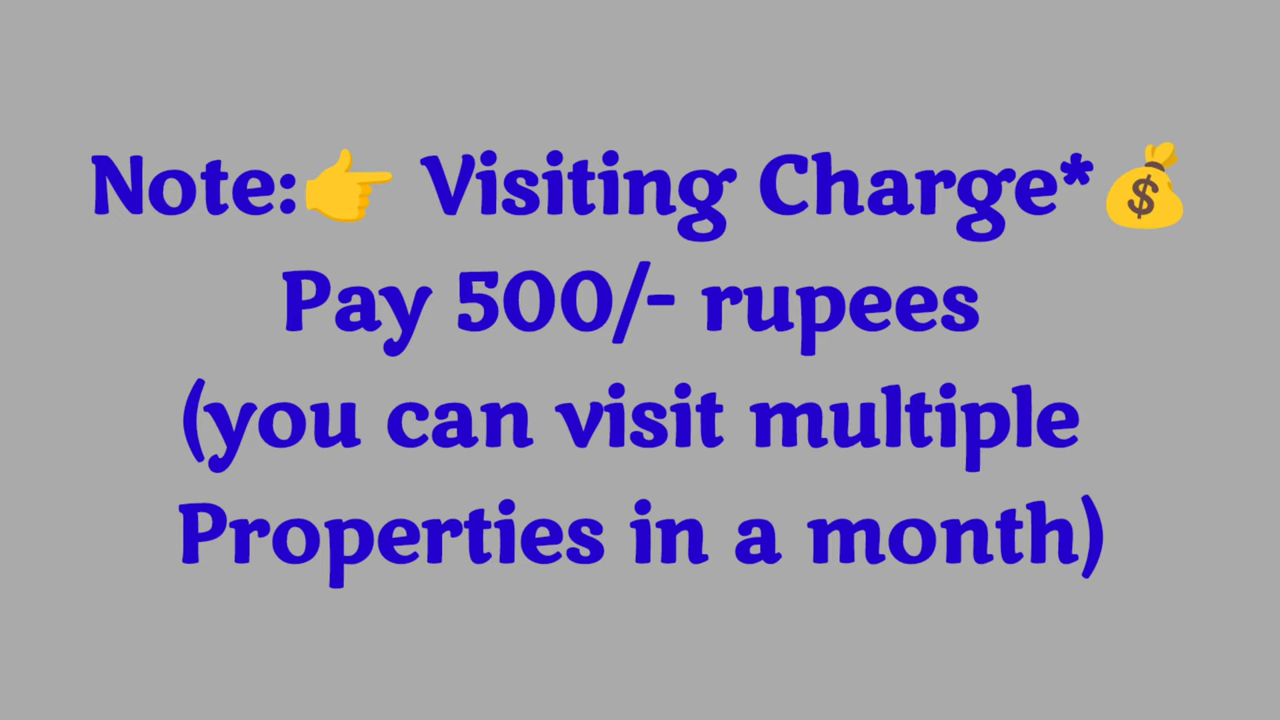 Note:👉 Visiting Charge*💰
Pay 500/- rupees
(you can visit multiple
Properties in a month)